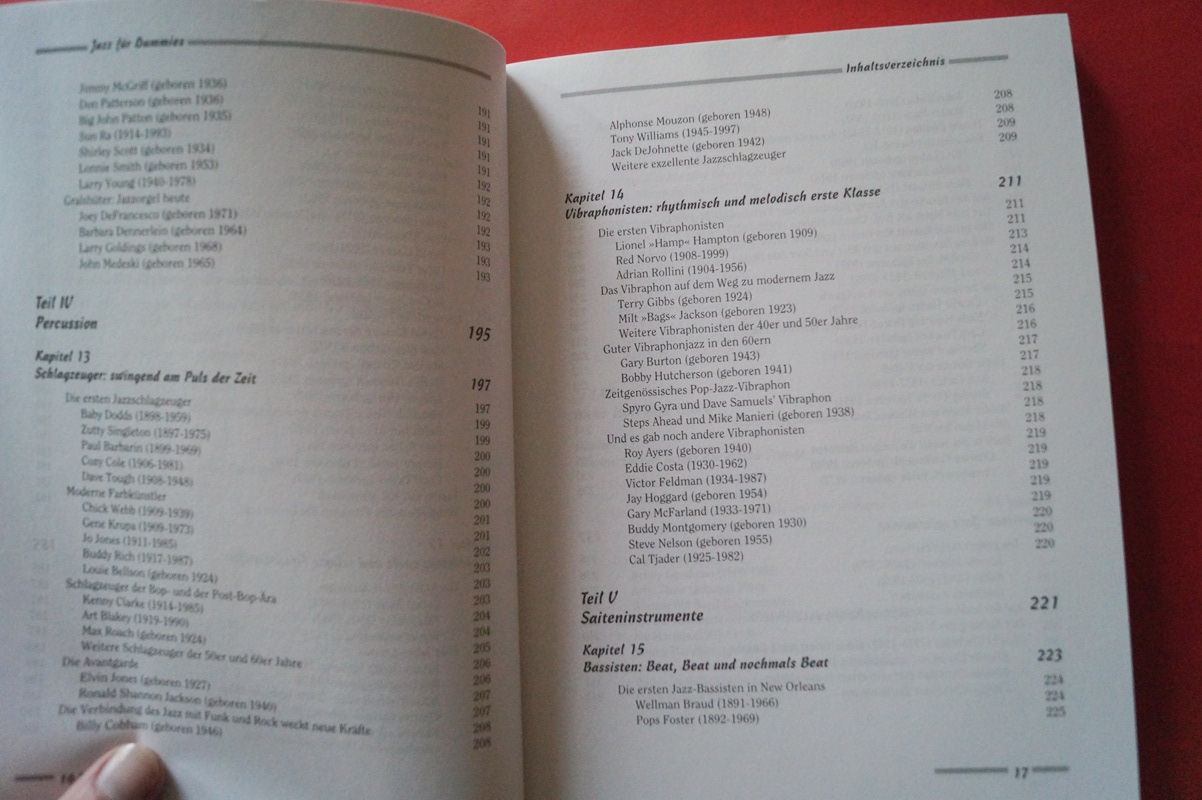 Jazz für Dummies
Jimmy McGriff (geboren 1936) 191
Don Patterson (geboren 1936) 191
Big John Patton (geboren 1935) 191
Sun Ra (1914-1993) 191
Shirley Scott (geboren 1934) 191
Lonnie Smith (geboren 1953) 192
Larry Young (1940-1978) 192
Gralshüter: Jazzorgel heute 192
Joey DeFrancesco (geboren 1971) 192
Barbara Dennerlein (geboren 1964) 193
Larry Goldings (geboren 1968) 193
John Medeski (geboren 1965) 193
Teil IV
Percussion 195
Kapitel 13
Schlagzeuger: swingend am Puls der Zeit 197
Die ersten Jazzschlagzeuger 197
Baby Dodds (1898-1959) 199
Zutty Singleton (1897-1975) 199
Paul Barbarin (1899-1969) 200
Cozy Cole (1906-1981) 200
Dave Tough (1908-1948) 200
Moderne Farbkünstler 200
Chick Webb (1909-1939) 201
Gene Krupa (1909-1973) 201
Jo Jones (1911-1985) 202
Buddy Rich (1917-1987) 203
Louie Bellson (geboren 1924) 203
Schlagzeuger der Bop- und der Post-Bop-Ära 203
Kenny Clarke (1914-1985) 204
Art Blakey (1919-1990) 204
Max Roach (geboren 1924) 205
Weitere Schlagzeuger der 50er und 60er Jahre 206
Die Avantgarde 206
Elvin Jones (geboren 1927) 207
Ronald Shannon Jackson (geboren 1940) 207
Die Verbindung des Jazz mit Funk und Rock weckt neue Kräfte 208
Billy Cobham (geboren 1946) 208
Inhaltsverzeichnis
Alphonse Mouzon (geboren 1948) 208
Tony Williams (1945-1997) 208
Jack DeJohnette (geboren 1942) 209
Weitere exzellente Jazzschlagzeuger 209
Kapitel 14
Vibraphonisten: rhythmisch und melodisch erste Klasse 211
Die ersten Vibraphonisten 211
Lionel »Hamp« Hampton (geboren 1909) 211
Red Norvo (1908-1999) 213
Adrian Rollini (1904-1956) 214
Das Vibraphon auf dem Weg zu modernem Jazz 214
Terry Gibbs (geboren 1924) 215
Milt »Bags« Jackson (geboren 1923) 215
Weitere Vibraphonisten der 40er und 50er Jahre 216
Guter Vibraphonjazz in den 60ern 216
Gary Burton (geboren 1943) 217
Bobby Hutcherson (geboren 1941) 217
Zeitgenössisches Pop-Jazz-Vibraphon 218
Spyro Gyra und Dave Samuels' Vibraphon 218
Steps Ahead und Mike Manieri (geboren 1938) 218
Und es gab noch andere Vibraphonisten 218
Roy Ayers (geboren 1940) 219
Eddie Costa (1930-1962) 219
Victor Feldman (1934-1987) 219
Jay Hoggard (geboren 1954) 219
Gary McFarland (1933-1971) 219
Buddy Montgomery (geboren 1930) 220
Steve Nelson (geboren 1955) 220
Cal Tjader (1925-1982) 220
Teil V
Saiteninstrumente 221
Kapitel 15
Bassisten: Beat, Beat und nochmals Beat 223
Die ersten Jazz-Bassisten in New Orleans 224
Wellman Braud (1891-1966) 224
Pops Foster (1892-1969) 225
17